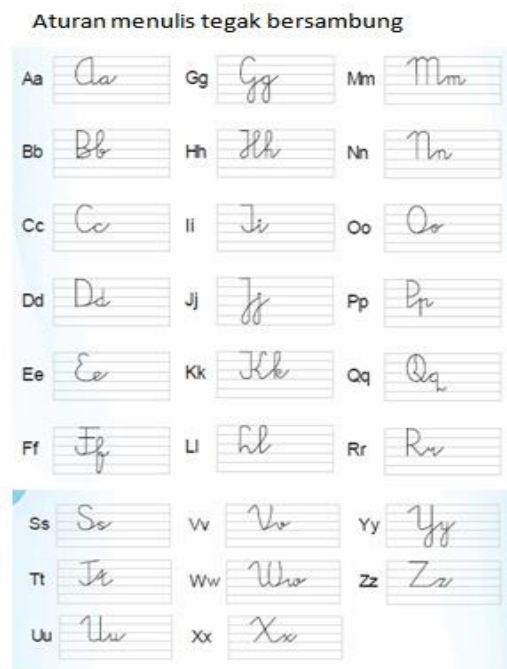 Aturan menulis tegak bersambung
Aa Aa Gg Gg Mm Mm
Bb Bb Hh Hh Nn Nn
Cc Cc Ii Ii Oo Oo
Dd Dd Jj Jj Pp Pp
Ee Ee Kk Kk Qq Qq
Ff Ff Ll Ll Rr Rr
Ss Ss Vv Vv Yy Yy
Tt Tt Ww Ww Zz Zz
Uu Uu Xx Xx